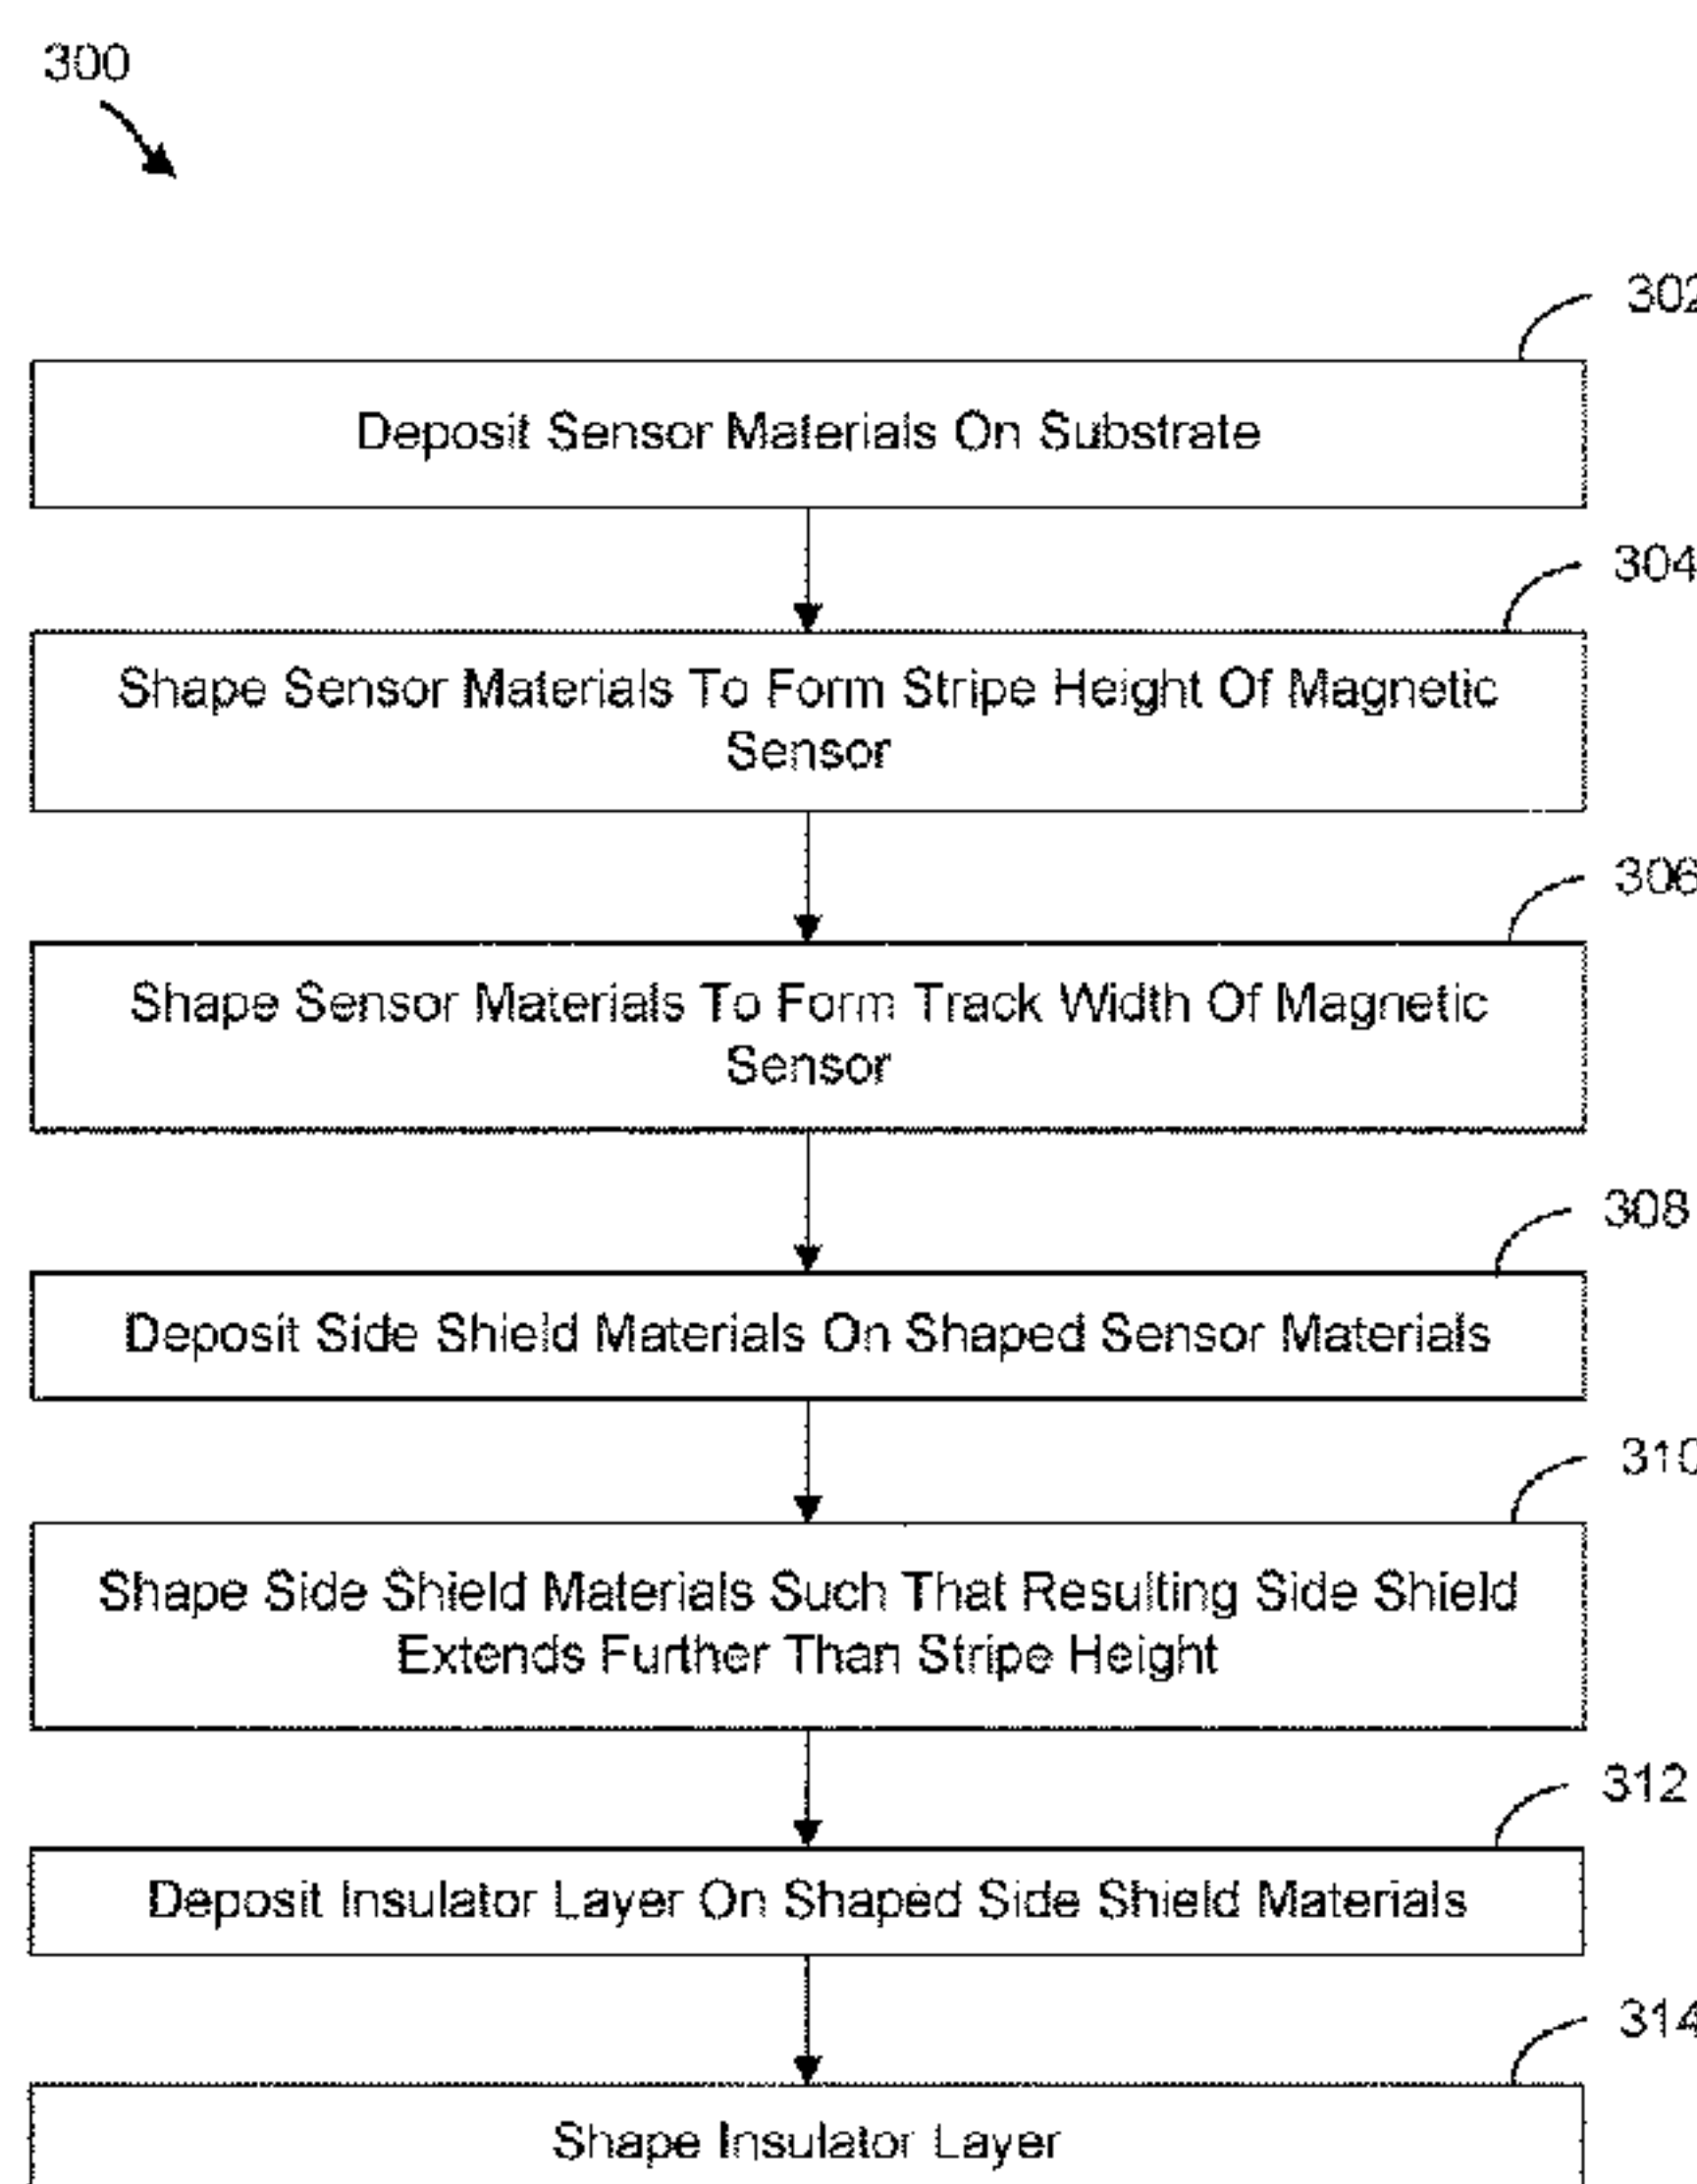 300
302
Deposit Sensor Materials On Substrate
304
Shape Sensor Materials To Form Stripe Height Of Magnetic
Sensor
306
Shape Sensor Materials To Form Track Width Of Magnetic
Sensor
308
Deposit Side Shield Materials On Shaped Sensor Materials
310
Shape Side Shield Materials Such That Resulting Side Shield
Extends Further Than Stripe Height
312
Deposit Insulator Layer On Shaped Side Shield Materials
314
Shape Insulator Layer